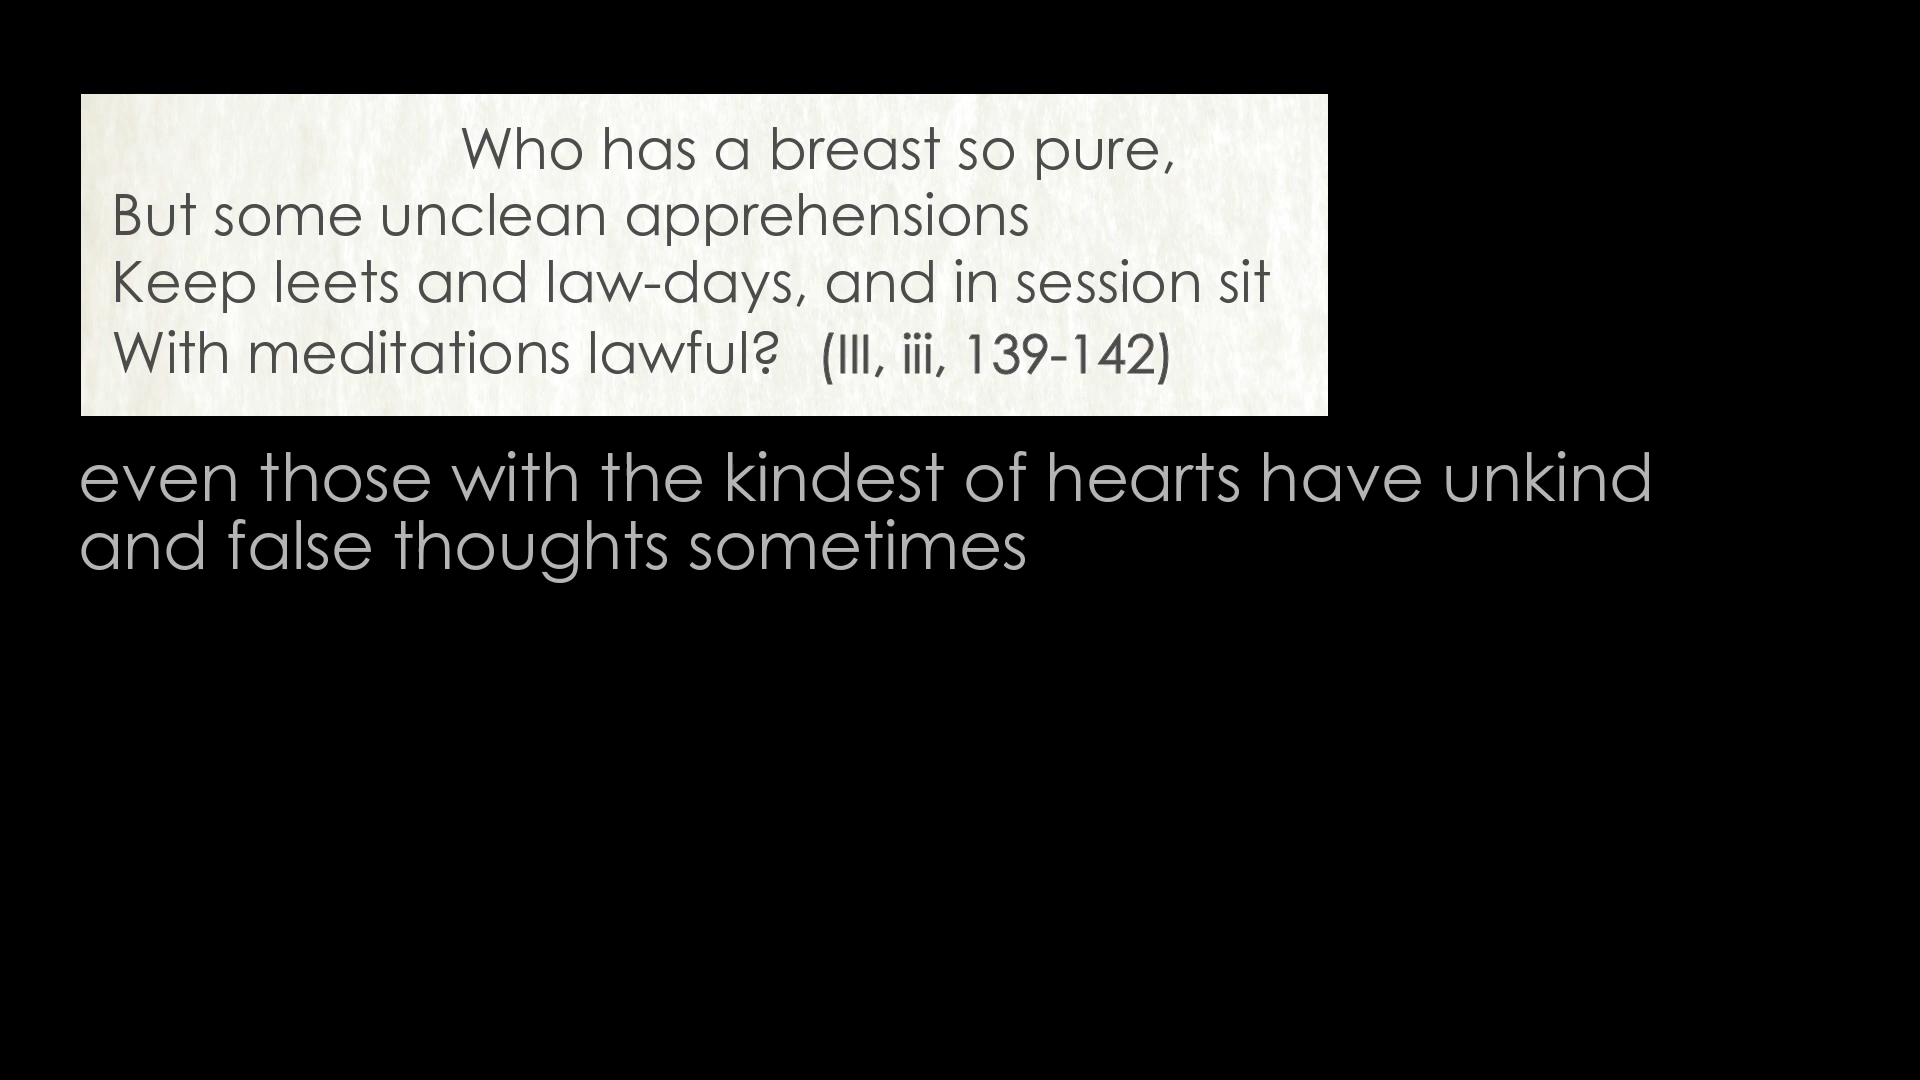 Who has a breast so pure,
But some unclean apprehensions
Keep leets and law-days, and in session sit
With meditations lawful? (III, iii, 139-142)
even those with the kindest of hearts have unkind
and false thoughts sometimes